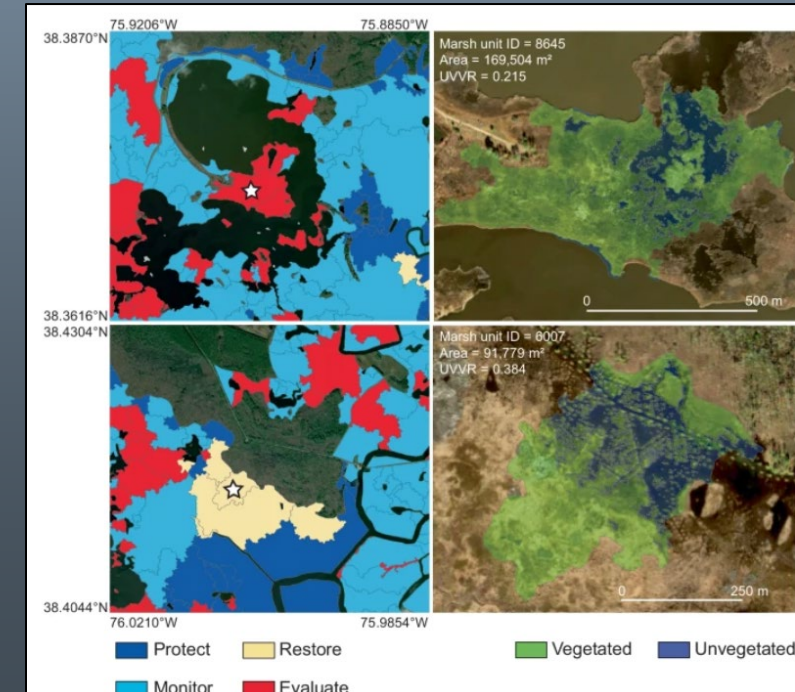 75.9206°W
75.8850°W
38.3870°N
Marsh unit ID = 8645
Area = 169,504 m²
UVVR = 0.215
0
500 m
38.3616°N
38.4304°N
Marsh unit ID = 6007
Area = 91,779 m²
UVVR = 0.384
0
250 m
38.4044°N
76.0210°W
75.9854°W
Protect
Restore
Vegetated
Unvegetated
Monitor
Evaluate